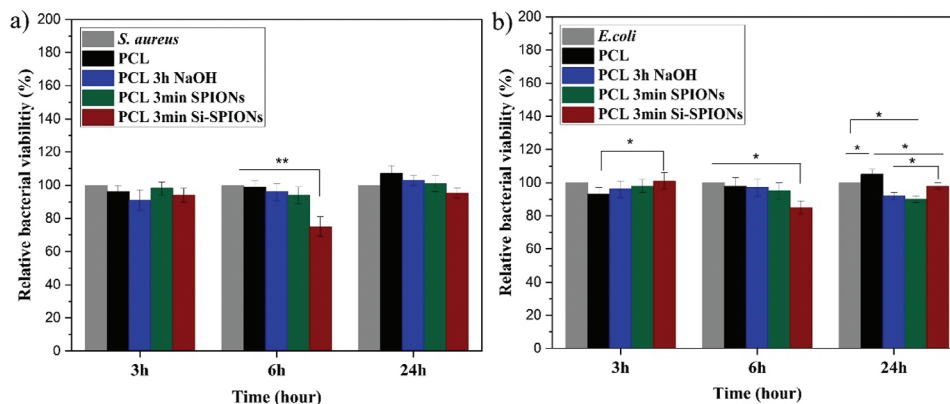 a)
S. aureus
PCL
PCL 3h NaOH
PCL 3min SPIONs
PCL 3min Si-SPIONs
Relative bacterial viabilitiy (%)
200
180
160
140
120
100
80
60
40
20
0
**
3h
6h
24h
Time (hour)
b)
E.coli
PCL
PCL 3h NaOH
PCL 3min SPIONs
PCL 3min Si-SPIONs
Relative bacterial viability (%)
200
180
160
140
120
100
80
60
40
20
0
*
*
*
*
*
*
3h
6h
24h
Time (hour)